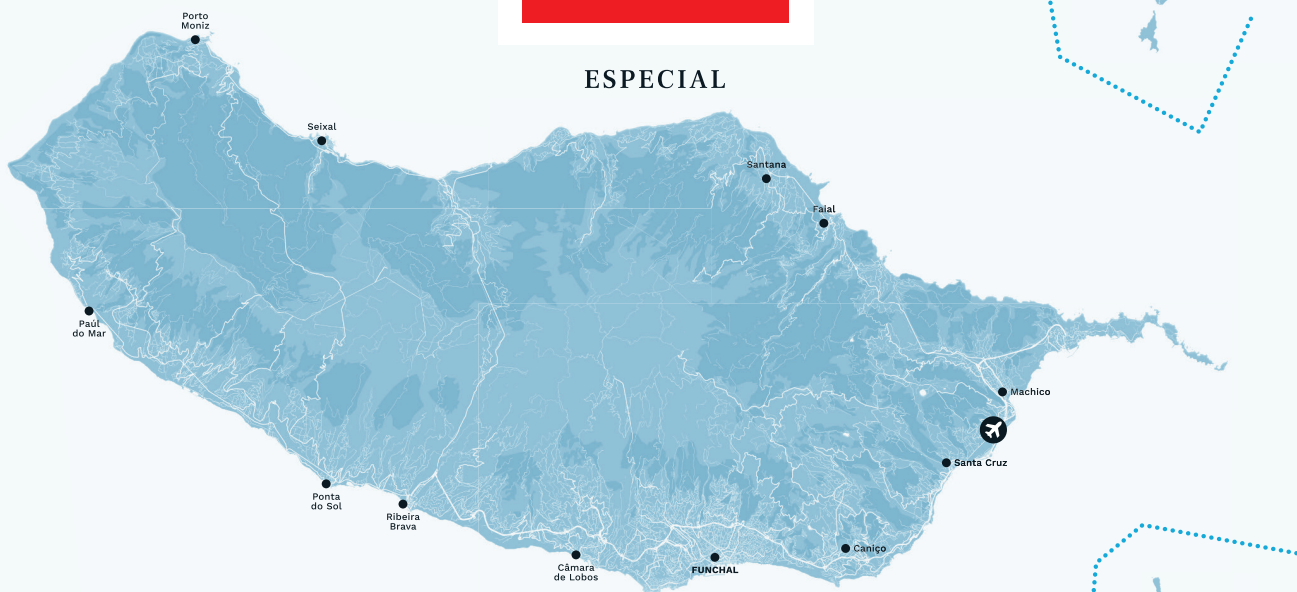 Porto
Moniz
ESPECIAL
Seixal
Santana
Faial
Paúl
do Mar
Machico
Santa Cruz
Ponta
do Sol
Ribeira
Brava
Caniço
Câmara
de Lobos
FUNCHAL